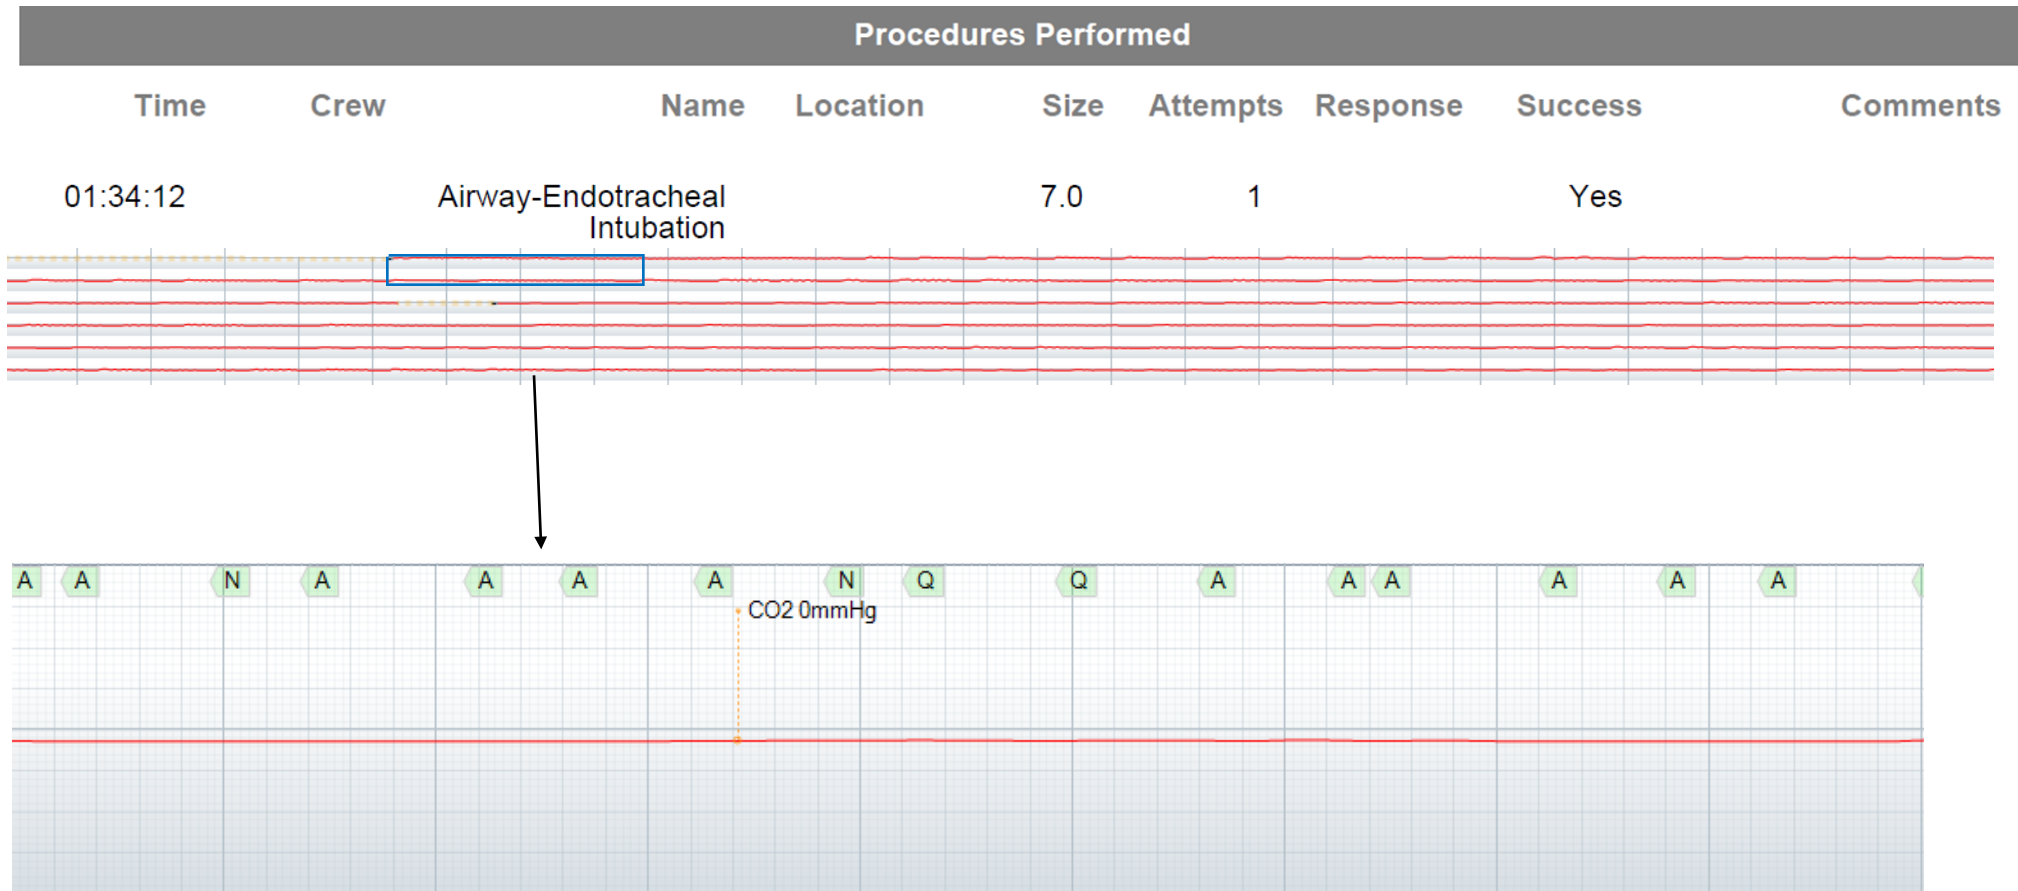 Procedures Performed
Time Crew Name Location Size Attempts Response Success Comments
01:34:12 Airway-Endotracheal 7.0 1 Yes
Intubation
A A N A A A A N Q Q A A A A A A
CO2 0mmHg